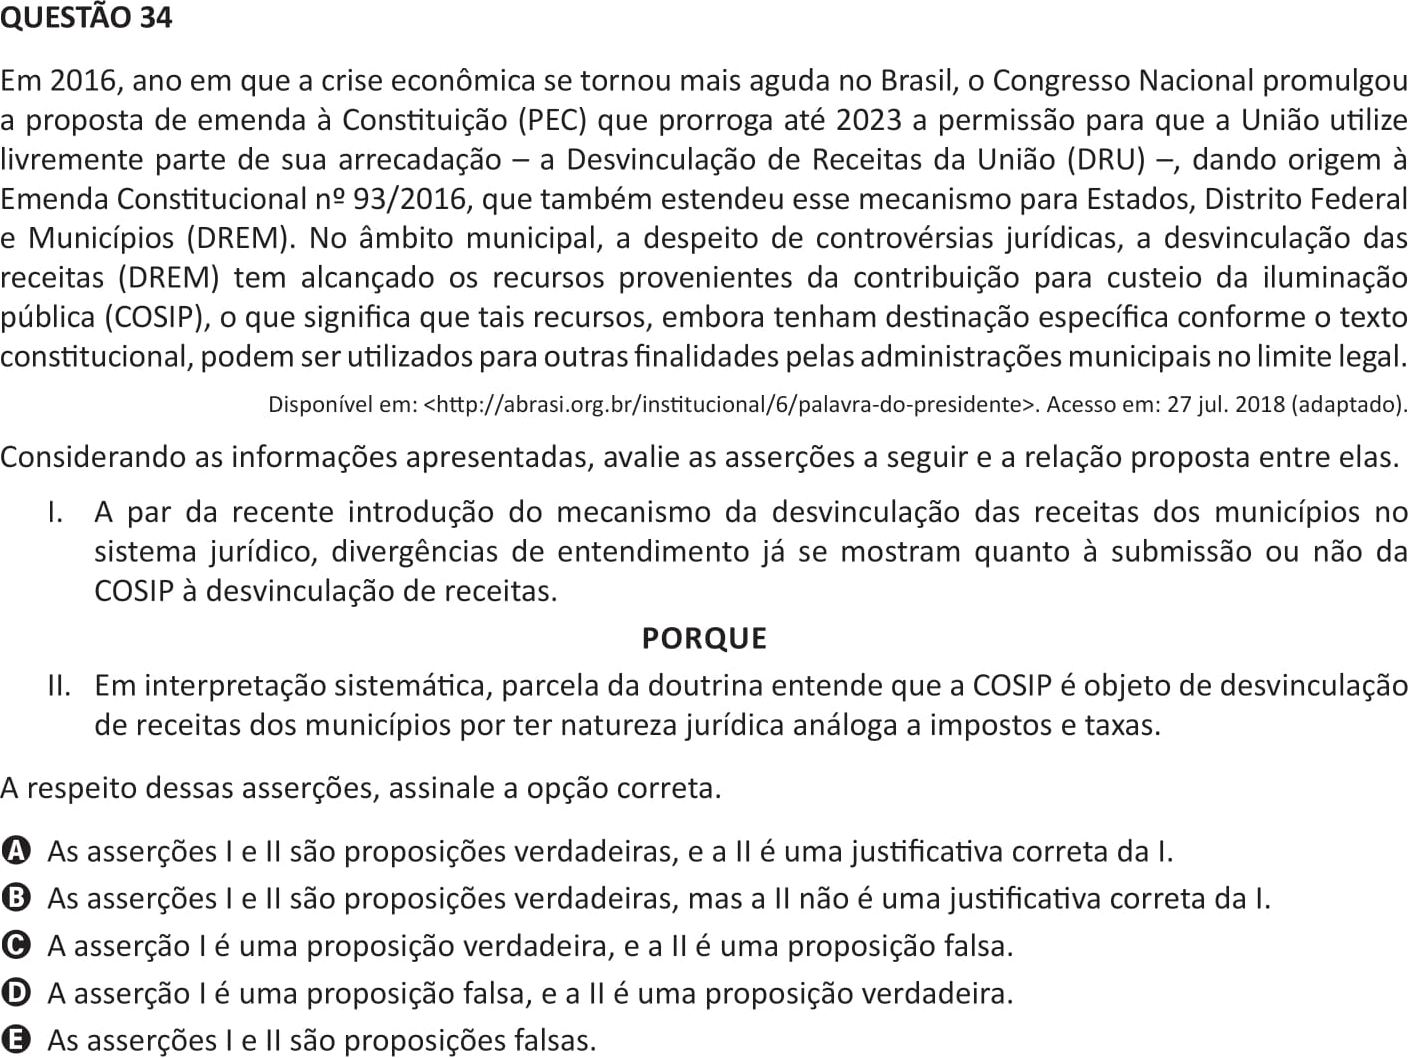 QUESTÃO 34
Em 2016, ano em que a crise econômica se tornou mais aguda no Brasil, o Congresso Nacional promulgou
a proposta de emenda à Constituição (PEC) que prorroga até 2023 a permissão para que a União utilize
livremente parte de sua arrecadação – a Desvinculação de Receitas da União (DRU) –, dando origem à
Emenda Constitucional nº 93/2016, que também estendeu esse mecanismo para Estados, Distrito Federal
e Municípios (DREM). No âmbito municipal, a despeito de controvérsias jurídicas, a desvinculação das
receitas (DREM) tem alcançado os recursos provenientes da contribuição para custeio da iluminação
pública (COSIP), o que significa que tais recursos, embora tenham destinação específica conforme o texto
constitucional, podem ser utilizados para outras finalidades pelas administrações municipais no limite legal.
Disponível em: <http://abrasi.org.br/institucional/6/palavra-do-presidente>. Acesso em: 27 jul. 2018 (adaptado).
Considerando as informações apresentadas, avalie as asserções a seguir e a relação proposta entre elas.
I. A par da recente introdução do mecanismo da desvinculação das receitas dos municípios no
sistema jurídico, divergências de entendimento já se mostram quanto à submissão ou não da
COSIP à desvinculação de receitas.
PORQUE
II. Em interpretação sistemática, parcela da doutrina entende que a COSIP é objeto de desvinculação
de receitas dos municípios por ter natureza jurídica análoga a impostos e taxas.
A respeito dessas asserções, assinale a opção correta.
A As asserções I e II são proposições verdadeiras, e a II é uma justificativa correta da I.
B As asserções I e II são proposições verdadeiras, mas a II não é uma justificativa correta da I.
C A asserção I é uma proposição verdadeira, e a II é uma proposição falsa.
D A asserção I é uma proposição falsa, e a II é uma proposição verdadeira.
E As asserções I e II são proposições falsas.